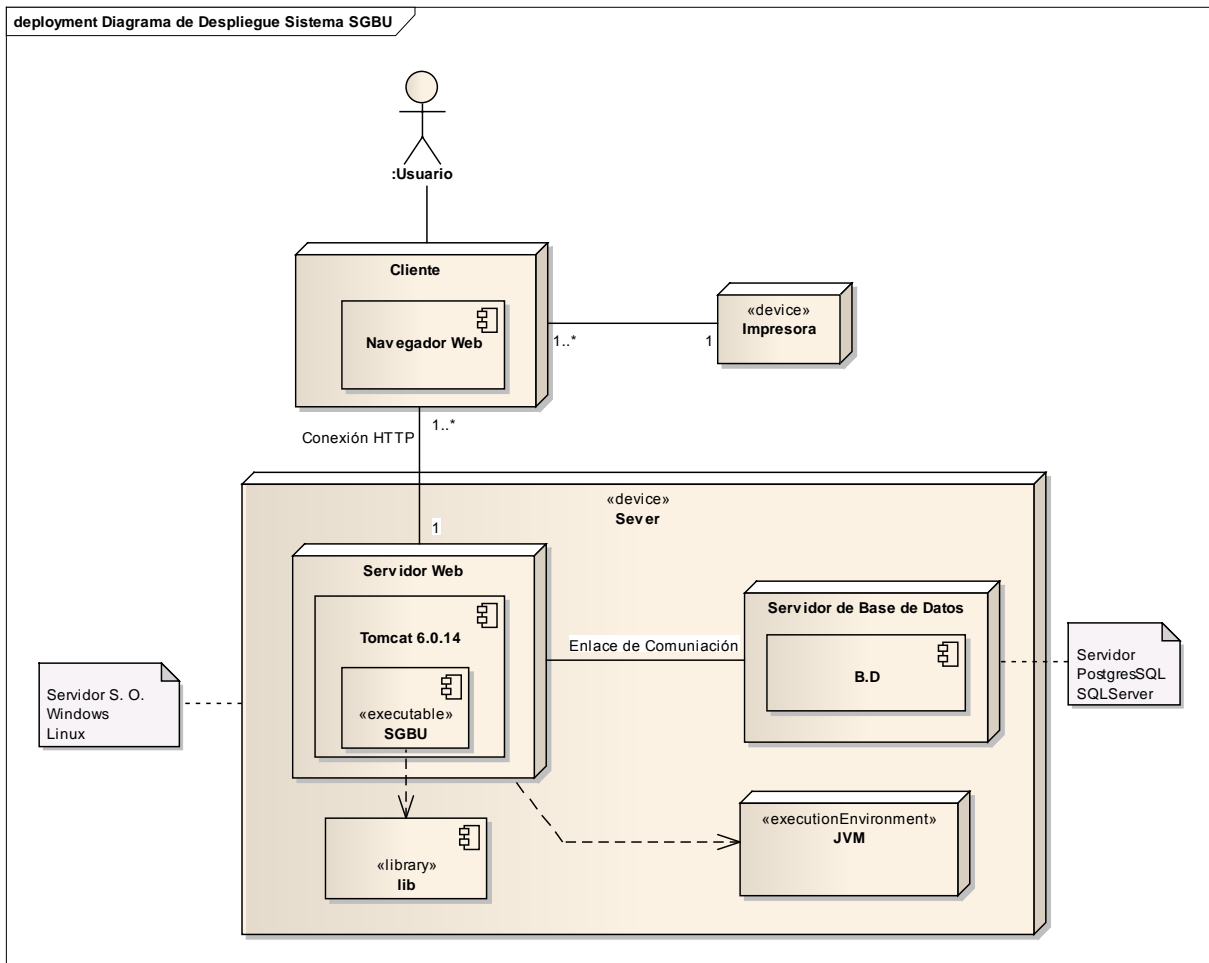 deployment Diagrama de Despliegue Sistema SGBU
:Usuario
Cliente
Navegador Web
«device»
Impresora
1..*
1
1..*
Conexión HTTP
1
«device»
Sever
Servidor Web
Tomcat 6.0.14
«executable»
SGBU
Enlace de Comuniación
Servidor de Base de Datos
B.D
Servidor
PostgresSQL
SQLServer
Servidor S. O.
Windows
Linux
«library»
lib
«executionEnvironment»
JVM